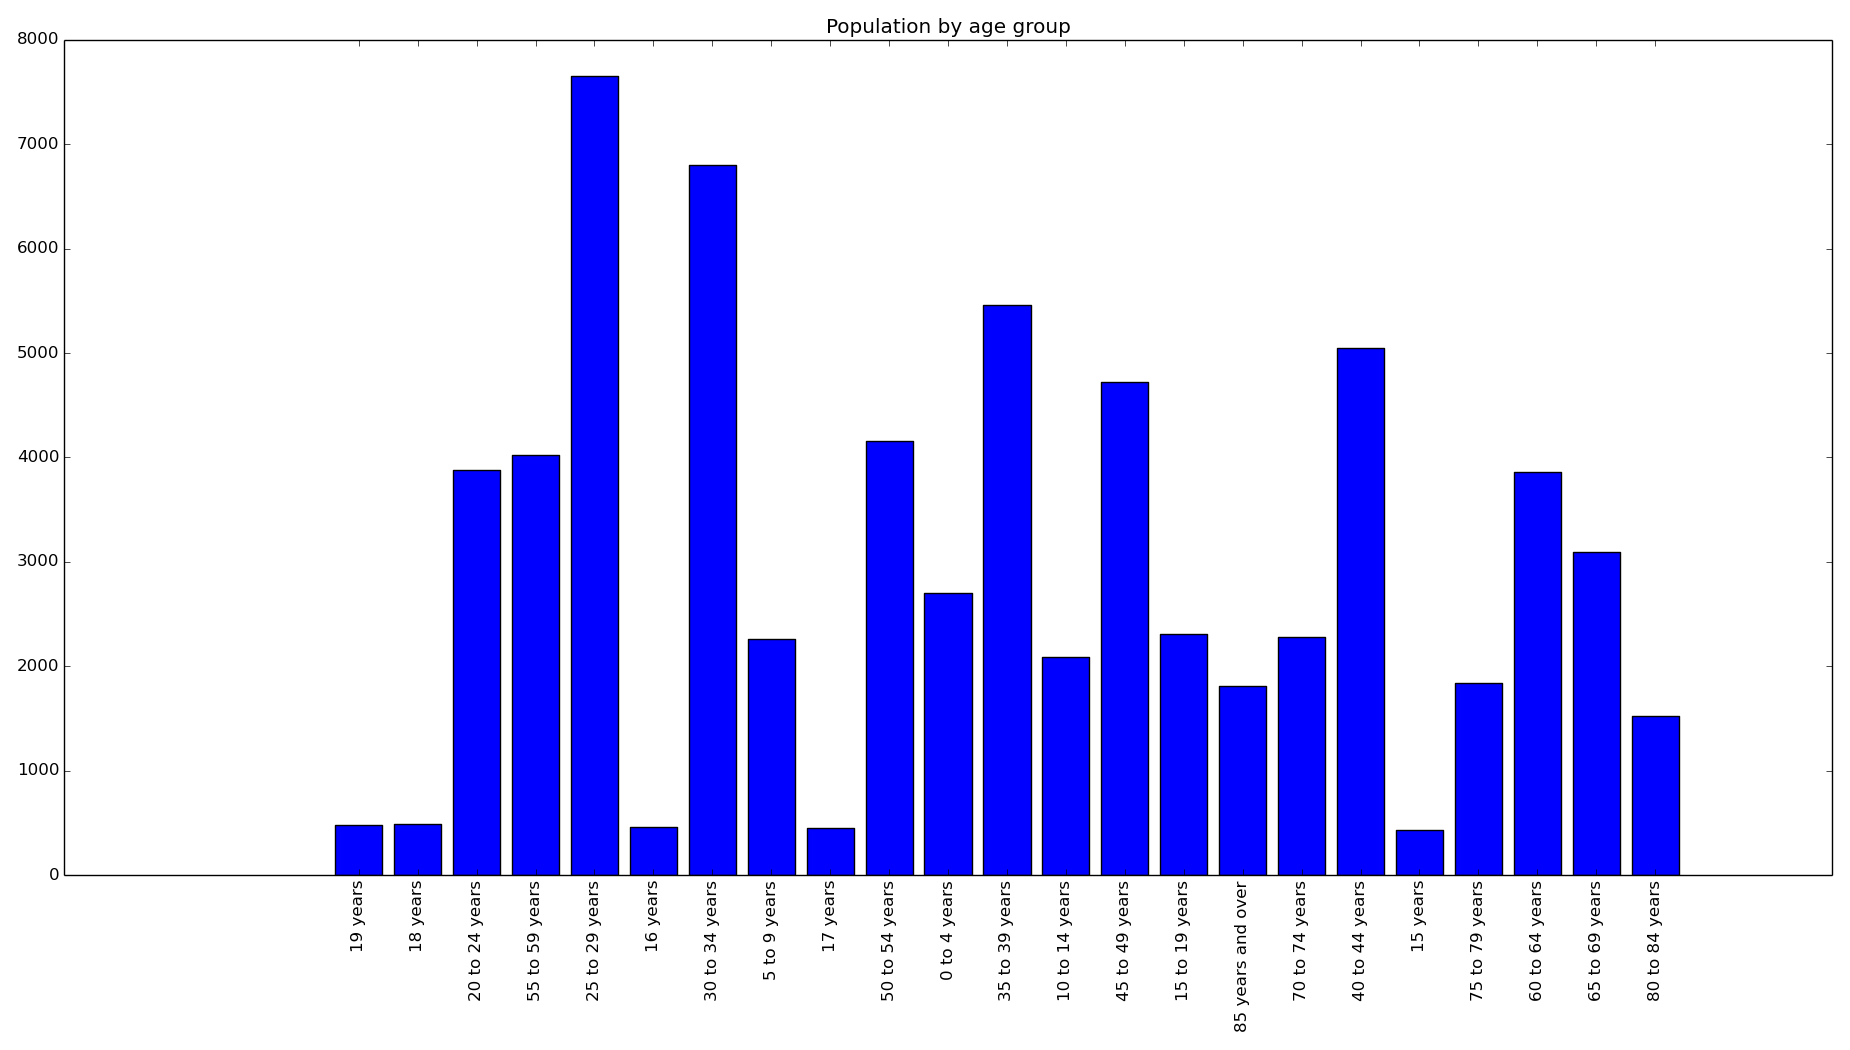 Population by age group
8000
7000
6000
5000
4000
3000
2000
1000
0
19 years
18 years
20 to 24 years
55 to 59 years
25 to 29 years
16 years
30 to 34 years
5 to 9 years
17 years
50 to 54 years
0 to 4 years
35 to 39 years
10 to 14 years
45 to 49 years
15 to 19 years
85 years and over
70 to 74 years
40 to 44 years
15 years
75 to 79 years
60 to 64 years
65 to 69 years
80 to 84 years